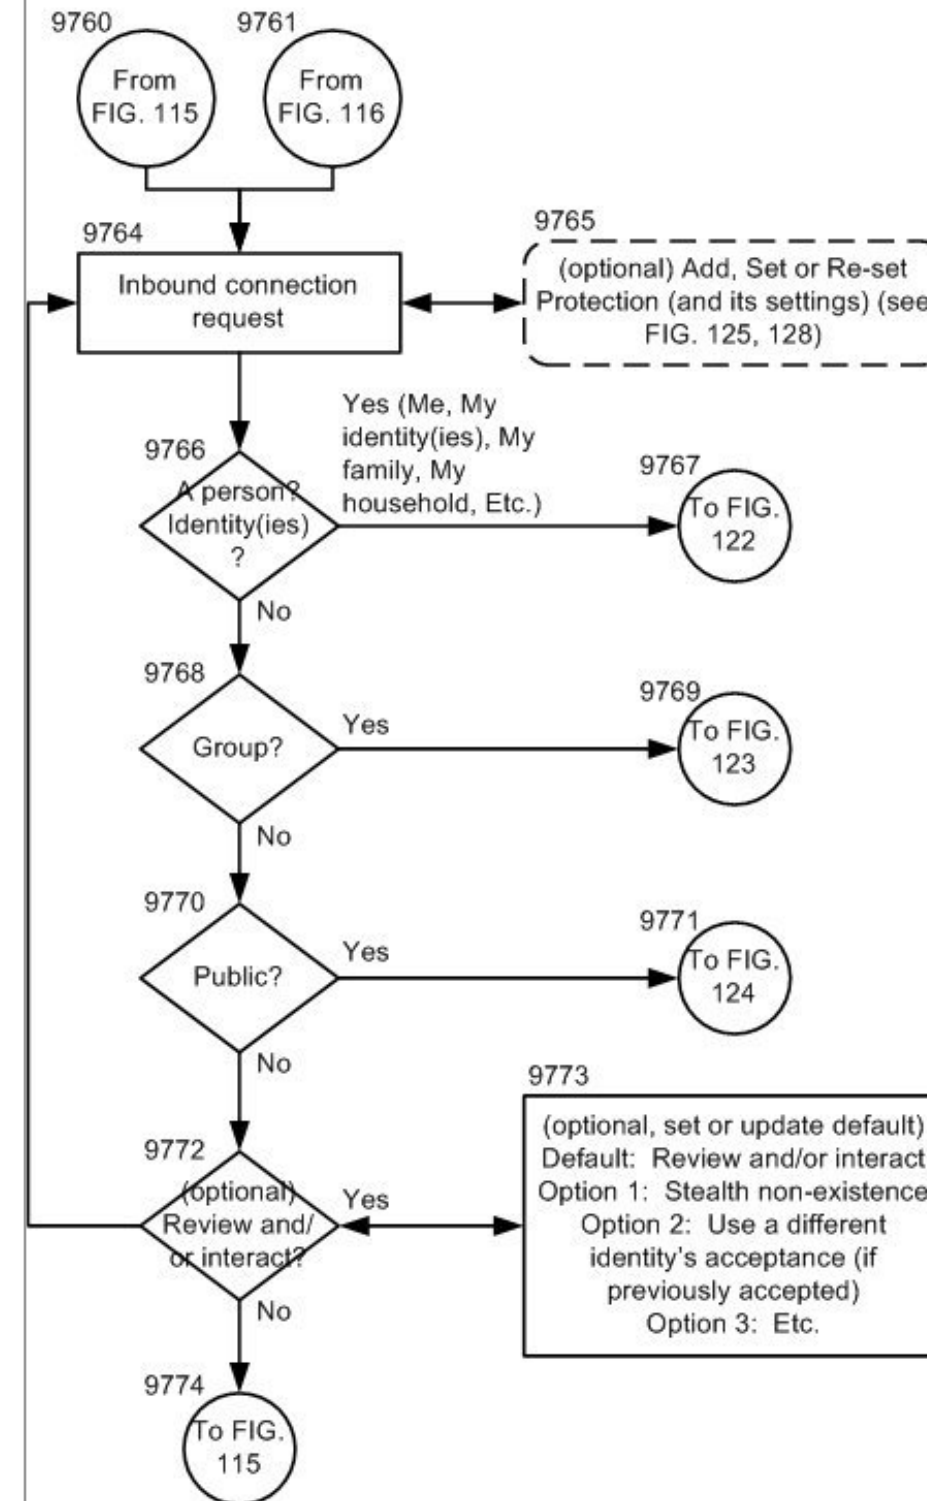 9760
9761
From
FIG. 115
From
FIG. 116
9764
Inbound connection
request
9765
(optional) Add, Set or Re-set
Protection (and its settings) (see
FIG. 125, 128)
Yes (Me, My
identity(ies), My
family, My
household, Etc.)
9766
A person?
Identity(ies)
?
9767
To FIG.
122
No
9768
Group?
Yes
9769
To FIG.
123
No
9770
Public?
Yes
9771
To FIG.
124
No
9772
(optional)
Review and/
or interact?
Yes
9773
(optional, set or update default)
Default: Review and/or interact
Option 1: Stealth non-existence
Option 2: Use a different
identity's acceptance (if
previously accepted)
Option 3: Etc.
No
9774
To FIG.
115